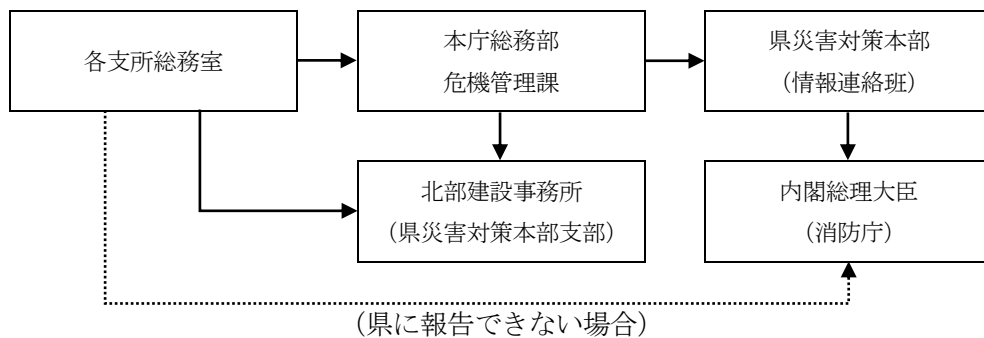 各支所総務室
本庁総務部
危機管理課
県災害対策本部
（情報連絡班）
北部建設事務所
（県災害対策本部支部）
内閣総理大臣
（消防庁）
（県に報告できない場合）